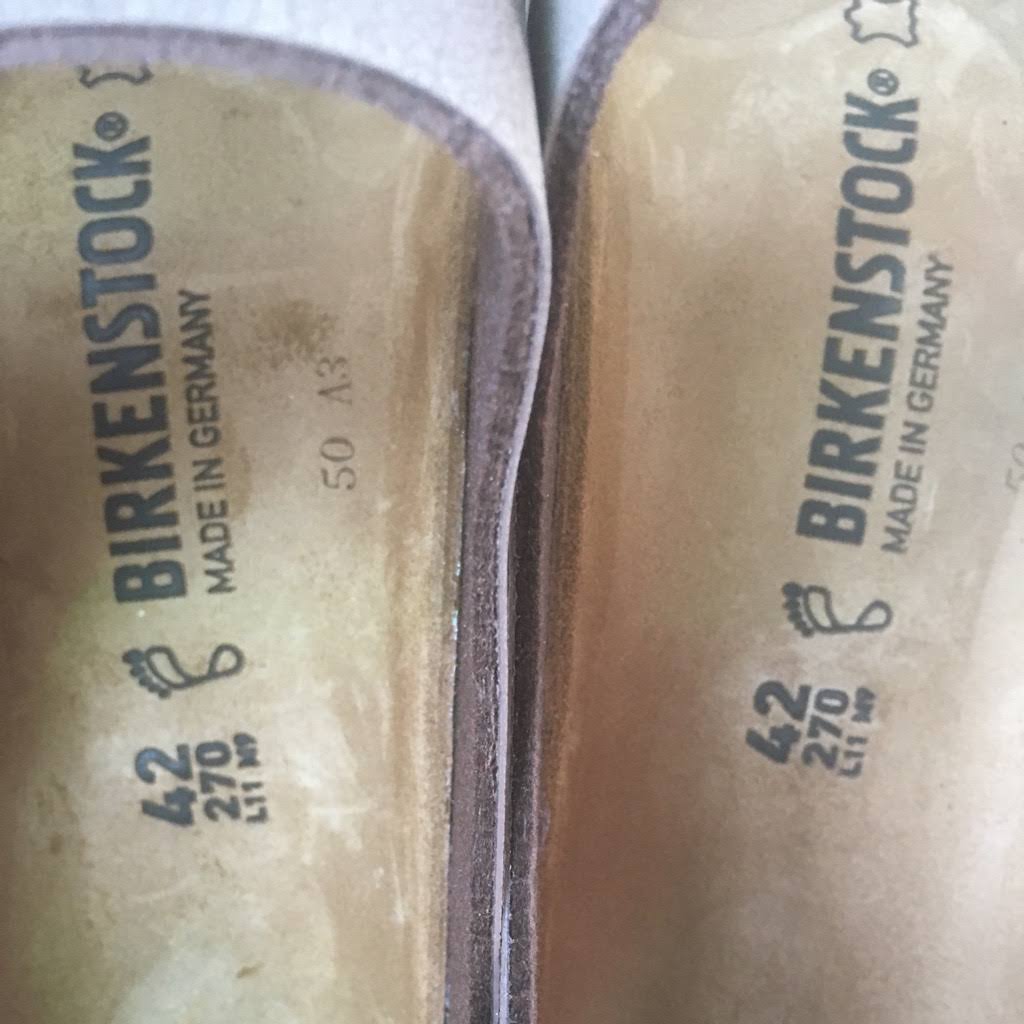 BIRKENSTOCK®
MADE IN GERMANY
50 A3
42
270
L11 M9
BIRKENSTOCK®
MADE IN GERMANY
42
270
L11 M9